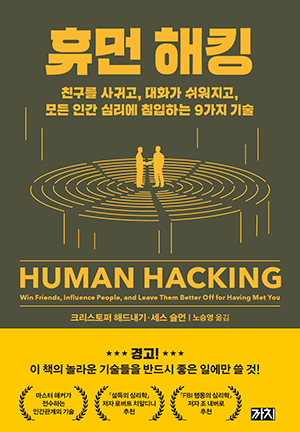 휴먼 해킹
친구를 사귀고, 대화가 쉬워지고,
모든 인간 심리에 침입하는 9가지 기술
HUMAN HACKING
Win Friends, Influence People, and Leave Them Better Off for Having Met You
크리스토퍼 해드내기·세스 슐먼 | 노승영 옮김
★★★ 경고! ★★★
이 책의 놀라운 기술들을 반드시 좋은 일에만 쓸 것!
마스터 해커가
전수하는
인간관계의 기술
『설득의 심리학』
저자 로버트 치알디니
추천
『FBI 행동의 심리학』
저자 조 내버로
추천
까치